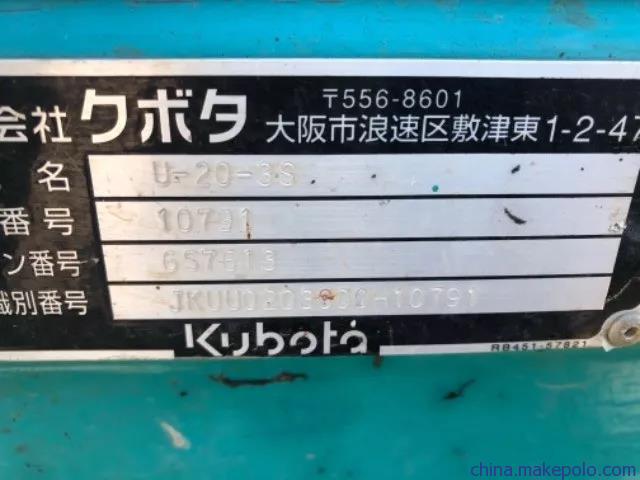 会社クボタ 〒556-8601
大阪市浪速区敷津東1-2-47
名 U-20-3S
番号 10791
ン番号 6S7613
識別番号
Kubota RB451-57821
china.makepolo.com